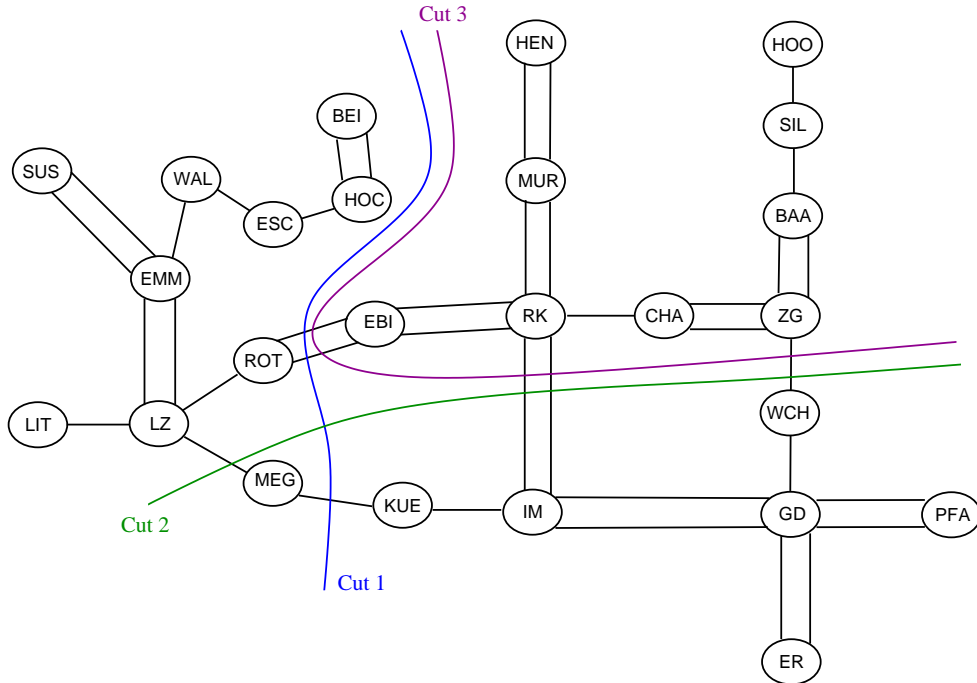 Cut 3
HEN
HOO
BEI
SIL
SUS
WAL
MUR
HOC
ESC
BAA
EMM
EBI
RK
CHA
ZG
ROT
LIT
LZ
WCH
MEG
KUE
IM
GD
PFA
Cut 2
Cut 1
ER